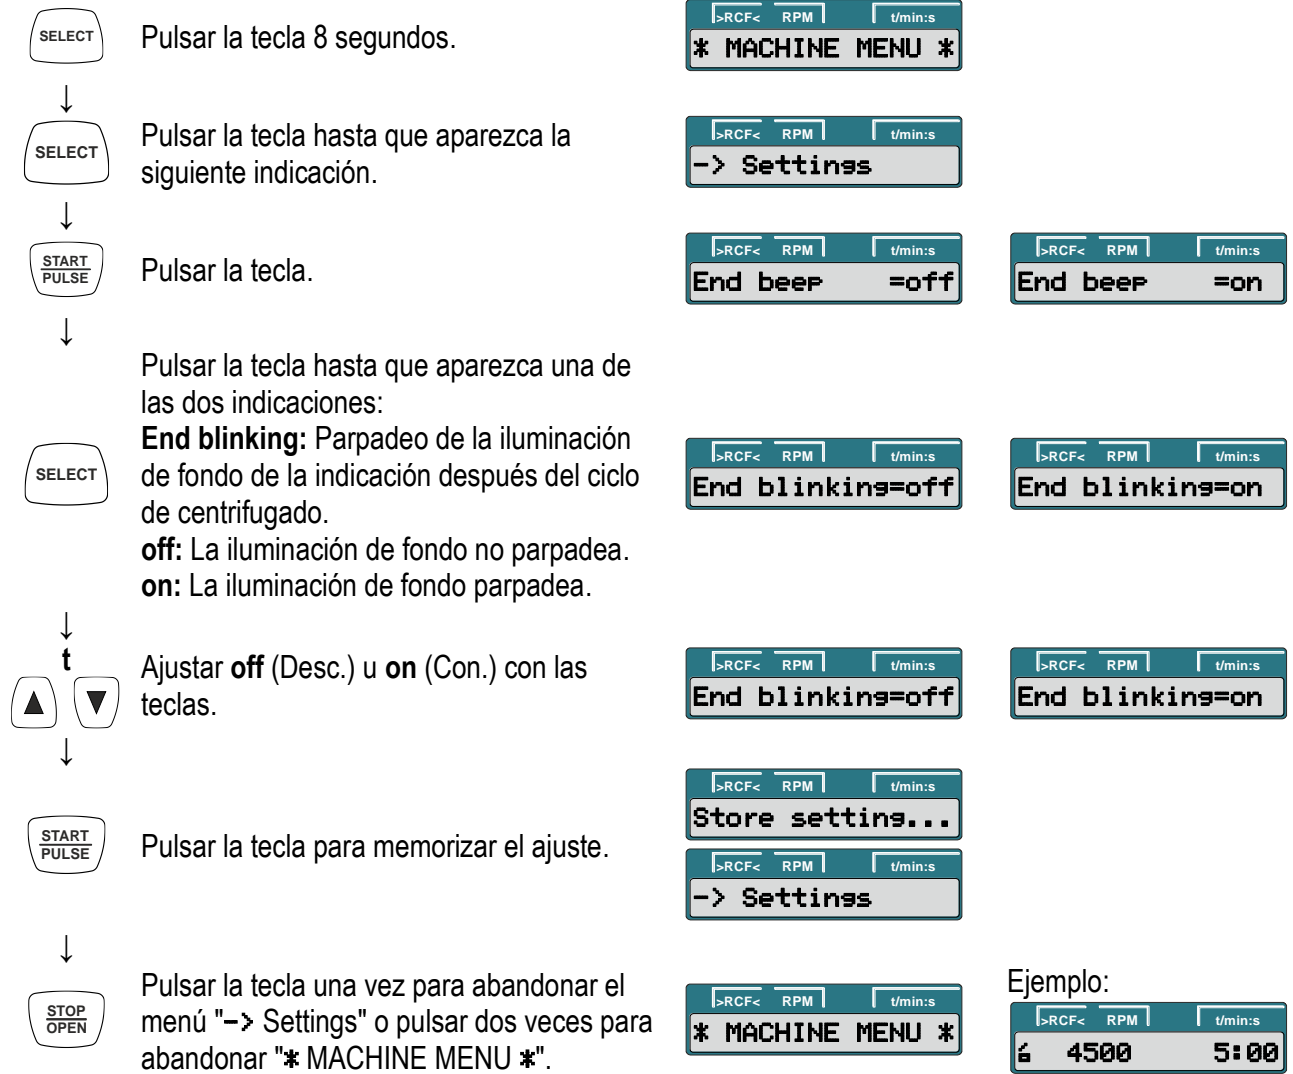 SELECT
Pulsar la tecla 8 segundos.
>RCF< RPM t/min:s
* MACHINE MENU *
↓
SELECT
Pulsar la tecla hasta que aparezca la
siguiente indicación.
>RCF< RPM t/min:s
-> Settings
↓
START
PULSE
Pulsar la tecla.
>RCF< RPM t/min:s
End beep =off
>RCF< RPM t/min:s
End beep =on
↓
SELECT
Pulsar la tecla hasta que aparezca una de
las dos indicaciones:
End blinking: Parpadeo de la iluminación
de fondo de la indicación después del ciclo
de centrifugado.
off: La iluminación de fondo no parpadea.
on: La iluminación de fondo parpadea.
>RCF< RPM t/min:s
End blinking=off
>RCF< RPM t/min:s
End blinking=on
↓
t
▲ ▼
Ajustar off (Desc.) u on (Con.) con las
teclas.
>RCF< RPM t/min:s
End blinking=off
>RCF< RPM t/min:s
End blinking=on
↓
START
PULSE
Pulsar la tecla para memorizar el ajuste.
>RCF< RPM t/min:s
Store setting...
>RCF< RPM t/min:s
-> Settings
↓
STOP
OPEN
Pulsar la tecla una vez para abandonar el
menú "-> Settings" o pulsar dos veces para
abandonar "* MACHINE MENU *".
>RCF< RPM t/min:s
* MACHINE MENU *
Ejemplo:
>RCF< RPM t/min:s
4500 5:00